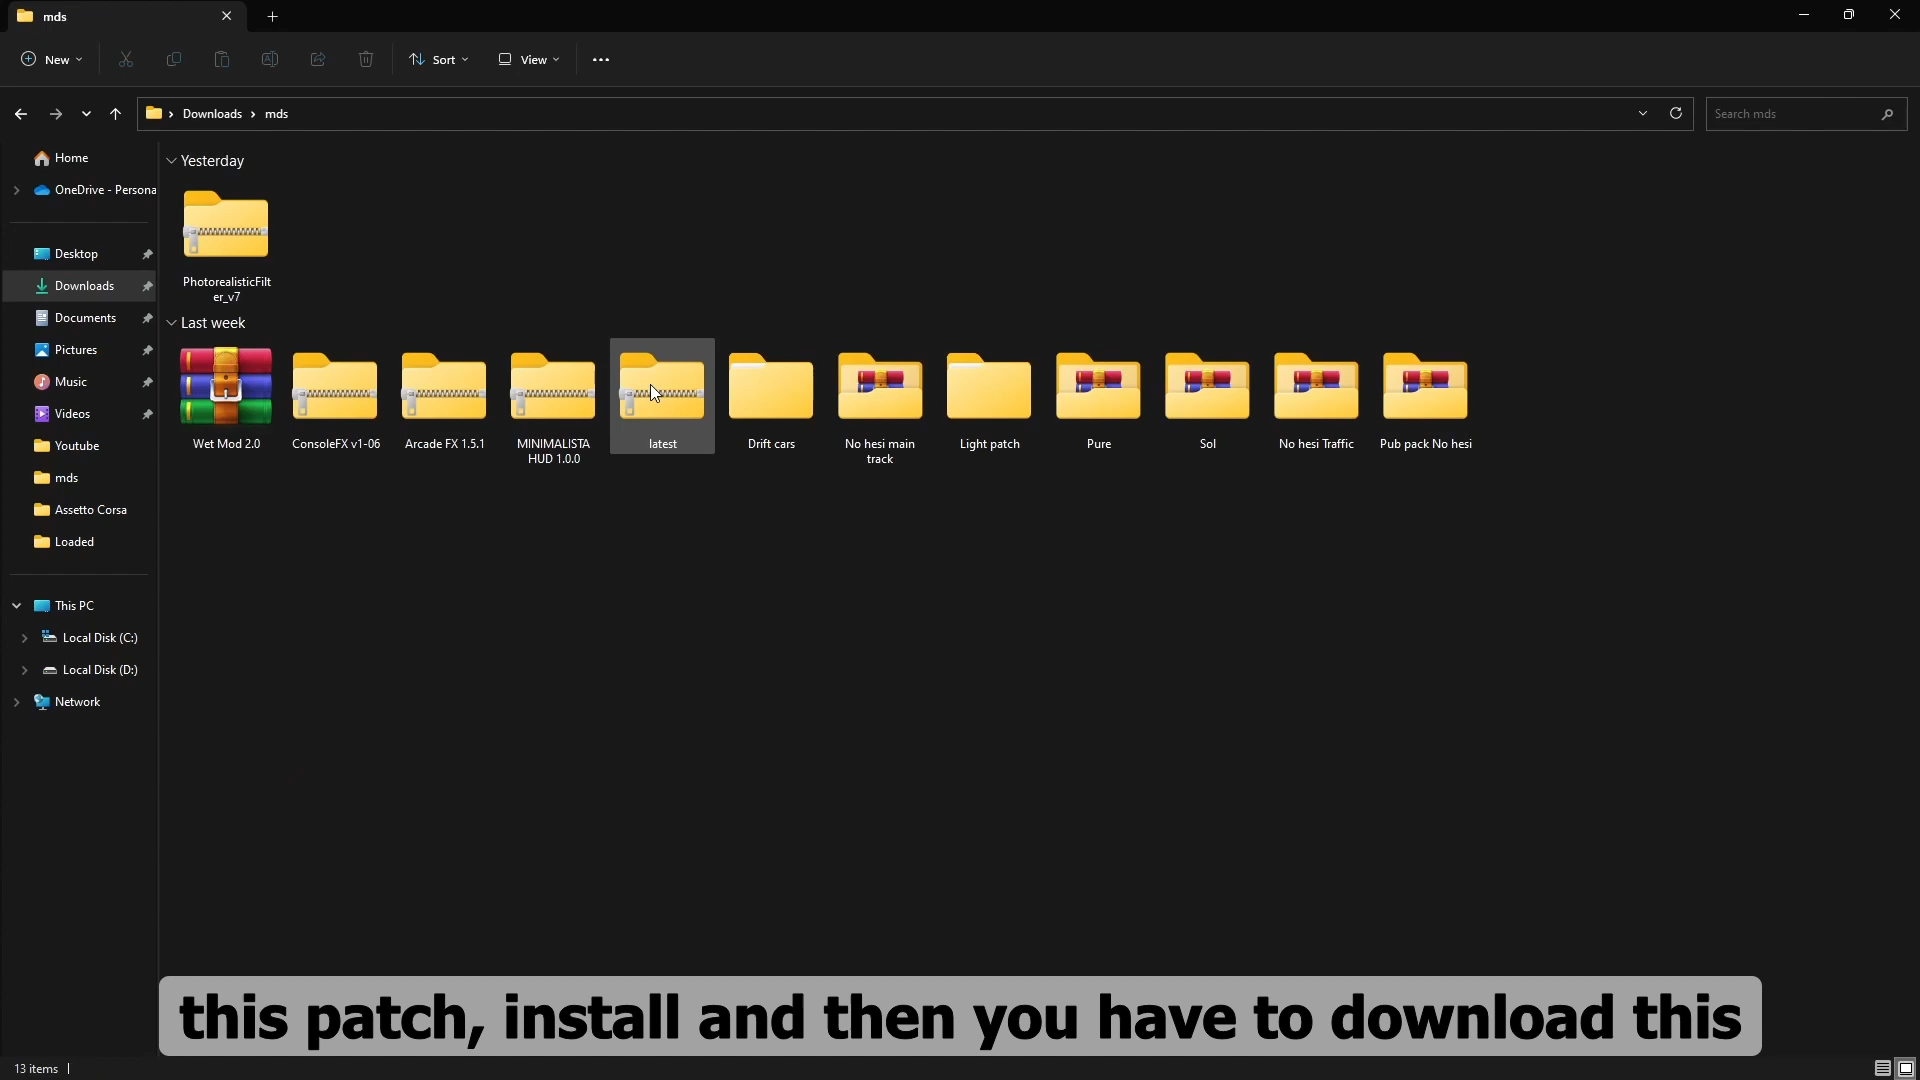 mds
New
Sort
View
Downloads > mds
Search mds
Home
OneDrive - Persona
Desktop
Downloads
Documents
Pictures
Music
Videos
Youtube
mds
Assetto Corsa
Loaded
This PC
Local Disk (C:)
Local Disk (D:)
Network
Yesterday
PhotorealisticFilt
er_v7
Last week
Wet Mod 2.0
ConsoleFX v1-06
Arcade FX 1.5.1
MINIMALISTA
HUD 1.0.0
latest
Drift cars
No hesi main
track
Light patch
Pure
Sol
No hesi Traffic
Pub pack No hesi
this patch, install and then you have to download this
13 items